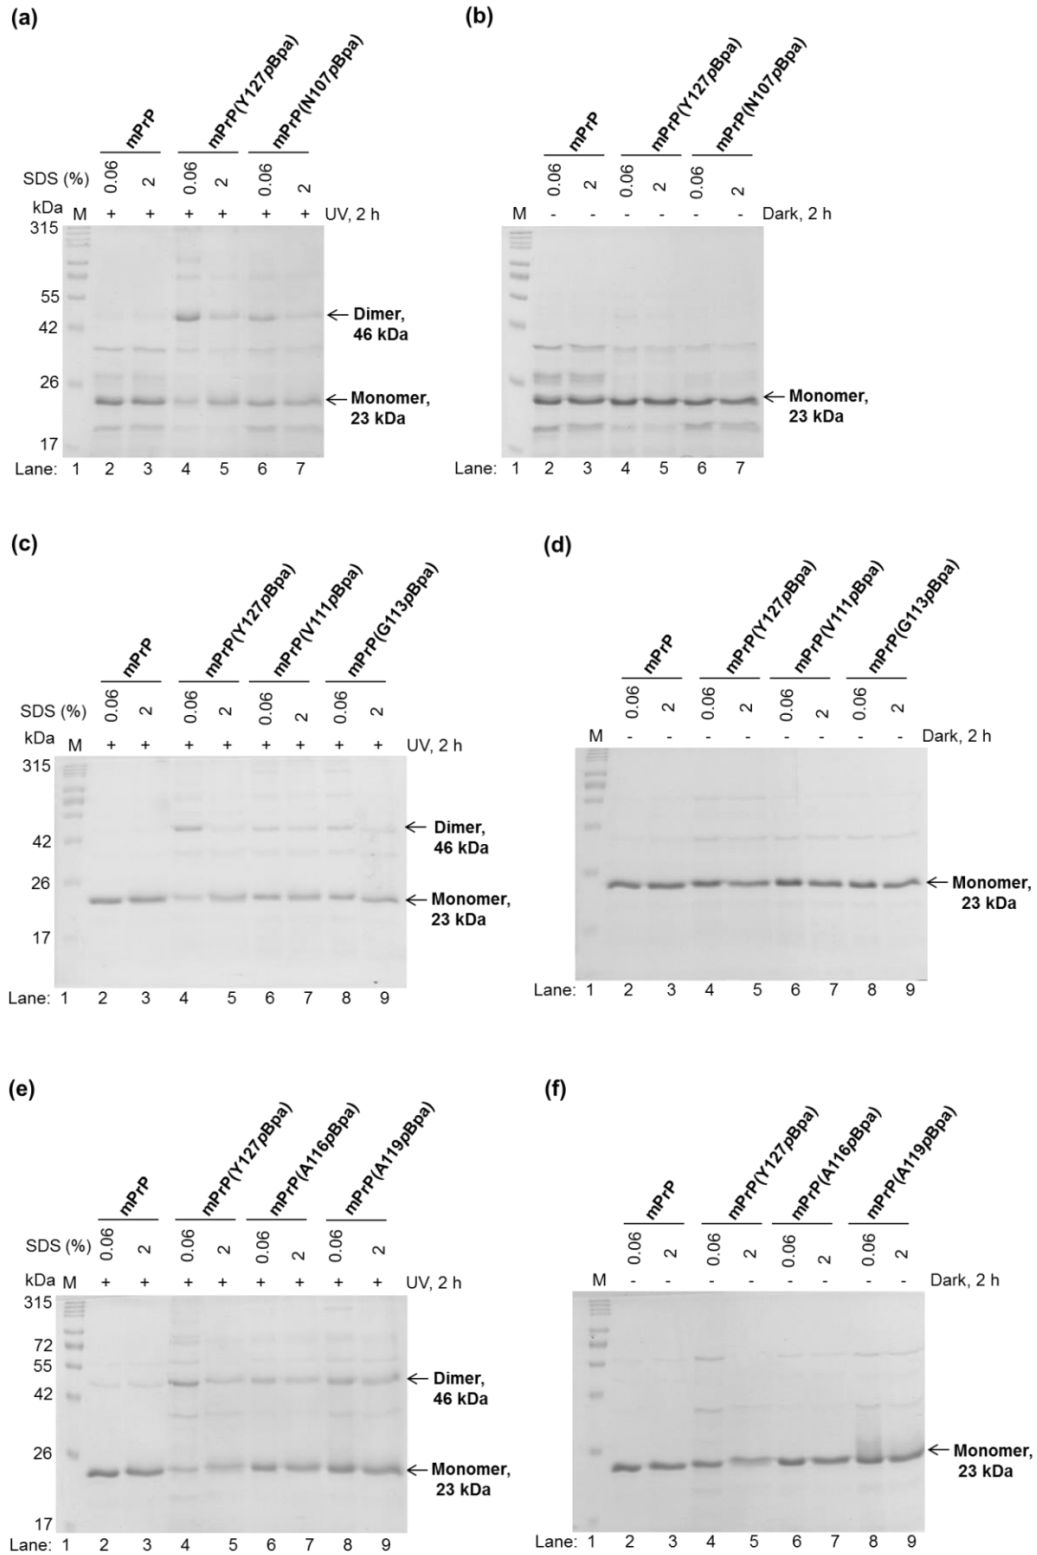 (a)
mPrP
mPrP(Y127pBpa)
mPrP(N107pBpa)
SDS (%) 0.06 2 0.06 2 0.06 2
kDa M + + + + + + UV, 2 h
315
55
42
26
17
Dimer,
46 kDa
Monomer,
23 kDa
Lane: 1 2 3 4 5 6 7
(b)
mPrP
mPrP(Y127pBpa)
mPrP(N107pBpa)
0.06 2 0.06 2 0.06 2
M - - - - - - Dark, 2 h
Monomer,
23 kDa
Lane: 1 2 3 4 5 6 7
(c)
mPrP
mPrP(Y127pBpa)
mPrP(V111pBpa)
mPrP(G113pBpa)
SDS (%) 0.06 2 0.06 2 0.06 2 0.06 2
kDa M + + + + + + + + UV, 2 h
315
42
26
17
Dimer,
46 kDa
Monomer,
23 kDa
Lane: 1 2 3 4 5 6 7 8 9
(d)
mPrP
mPrP(Y127pBpa)
mPrP(V111pBpa)
mPrP(G113pBpa)
0.06 2 0.06 2 0.06 2 0.06 2
M - - - - - - - - Dark, 2 h
Monomer,
23 kDa
Lane: 1 2 3 4 5 6 7 8 9
(e)
mPrP
mPrP(Y127pBpa)
mPrP(A116pBpa)
mPrP(A119pBpa)
SDS (%) 0.06 2 0.06 2 0.06 2 0.06 2
kDa M + + + + + + + + UV, 2 h
315
72
55
42
26
17
Dimer,
46 kDa
Monomer,
23 kDa
Lane: 1 2 3 4 5 6 7 8 9
(f)
mPrP
mPrP(Y127pBpa)
mPrP(A116pBpa)
mPrP(A119pBpa)
0.06 2 0.06 2 0.06 2 0.06 2
M - - - - - - - - Dark, 2 h
Monomer,
23 kDa
Lane: 1 2 3 4 5 6 7 8 9